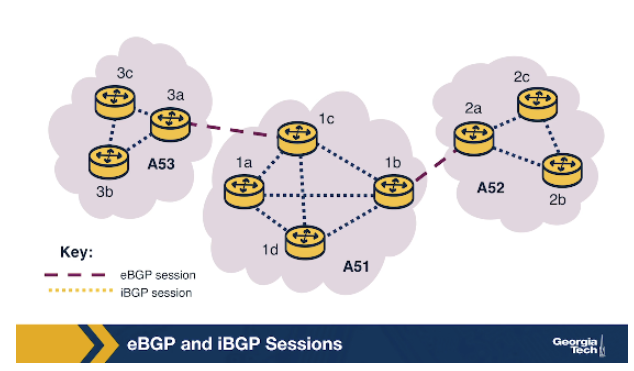 3c
3a
2c
1c
2a
A53
1a
1b
3b
A52
2b
1d
A51
Key:
eBGP session
iBGP session
eBGP and iBGP Sessions
Georgia
Tech